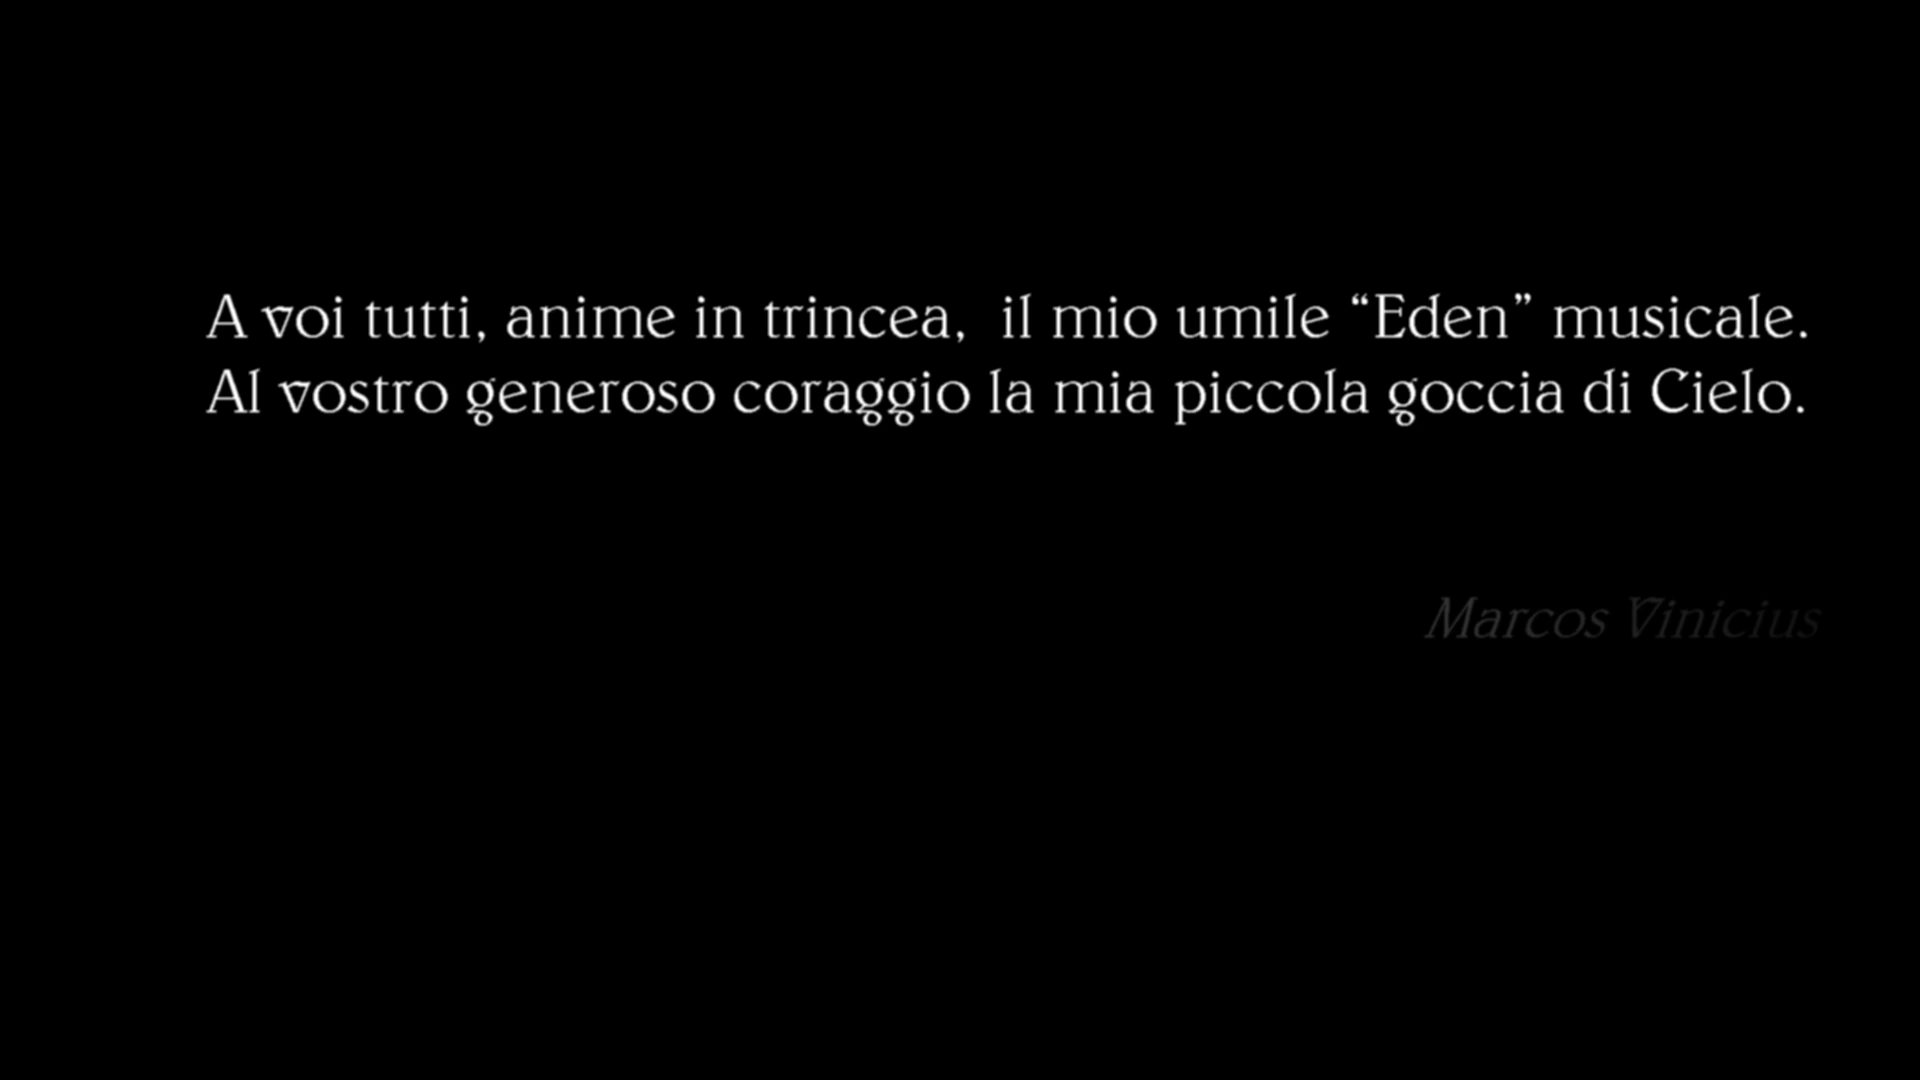 A voi tutti, anime in trincea,  il mio umile “Eden” musicale.
Al vostro generoso coraggio la mia piccola goccia di Cielo.
Marcos Vinicius